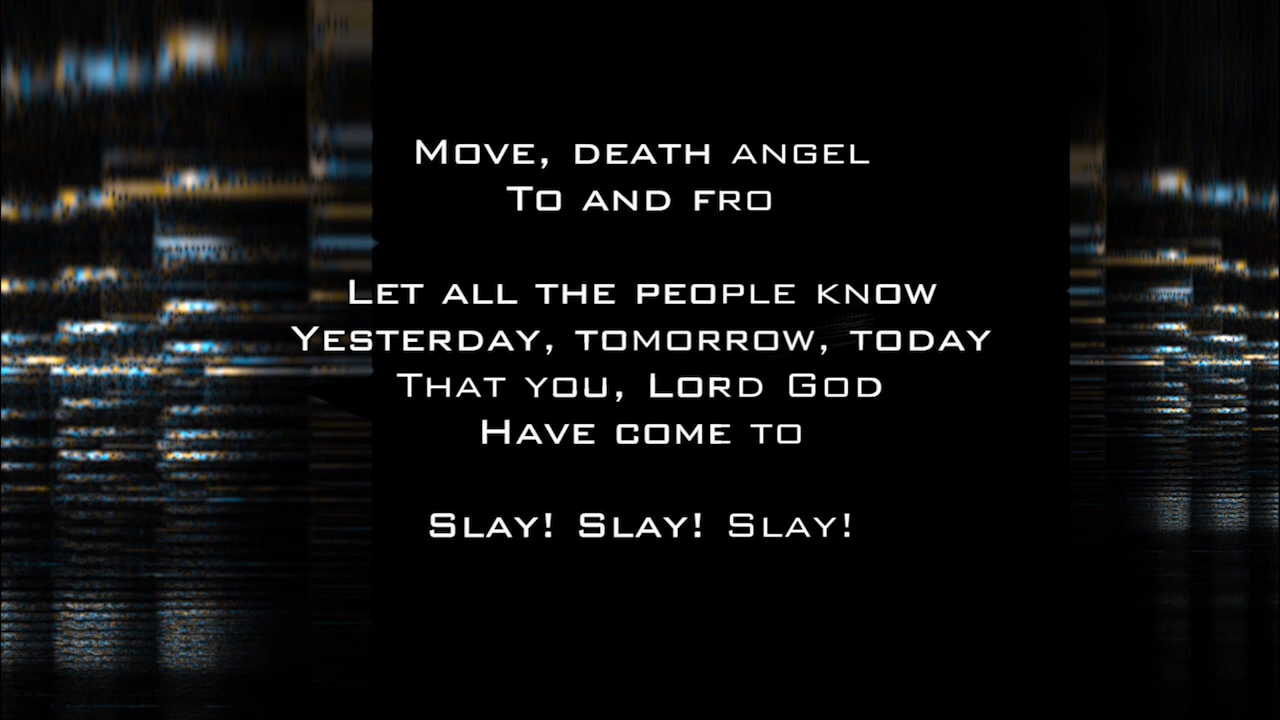 Move, death angel
To and fro
Let all the people know
Yesterday, tomorrow, today
That you, Lord God
Have come to
Slay! Slay! Slay!